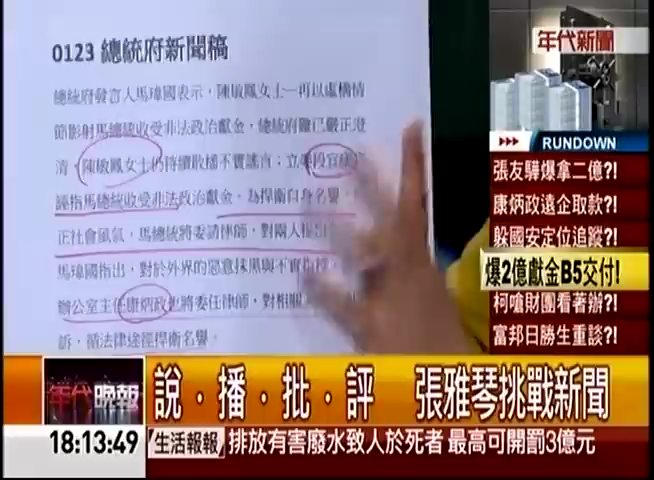 0123 總統府新聞稿
總統府發言人馬瑋國表示，陳敏鳳女士一再以虛構情
節影射馬總統收受非法政治獻金，總統府雖已嚴正澄
清，陳敏鳳女士仍持續散播不實謠言；立委段宜康
誣指馬總統收受非法政治獻金，為捍衛自身名譽，
正社會風氣，馬總統將委請律師，對兩人提
馬瑋國指出，對於外界的惡意抹黑與不實指控，
辦公室主任康炳政也將委任律師，對相關
訴，循法律途徑捍衛名譽。
年代新聞
RUNDOWN
張友驊爆拿二億?!
康炳政遠企取款?!
躲國安定位追蹤?!
爆2億獻金B5交付!
柯嗆財團看著辦?!
富邦日勝生重談?!
年代晚報
說．播．批．評 張雅琴挑戰新聞
18:13:49
生活報報
排放有害廢水致人於死者 最高可開罰3億元